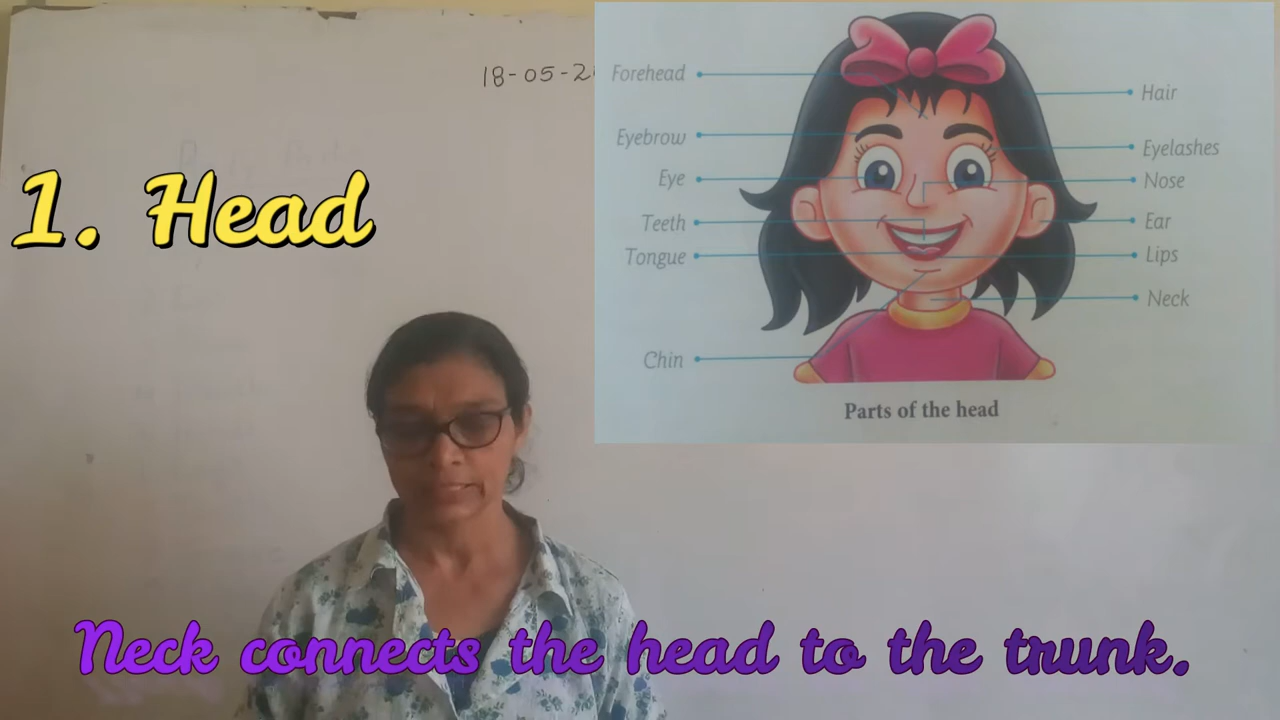 18-05-2
1. Head
Forehead
Eyebrow
Eye
Teeth
Tongue
Chin
Hair
Eyelashes
Nose
Ear
Lips
Neck
Parts of the head
Neck connects the head to the trunk.